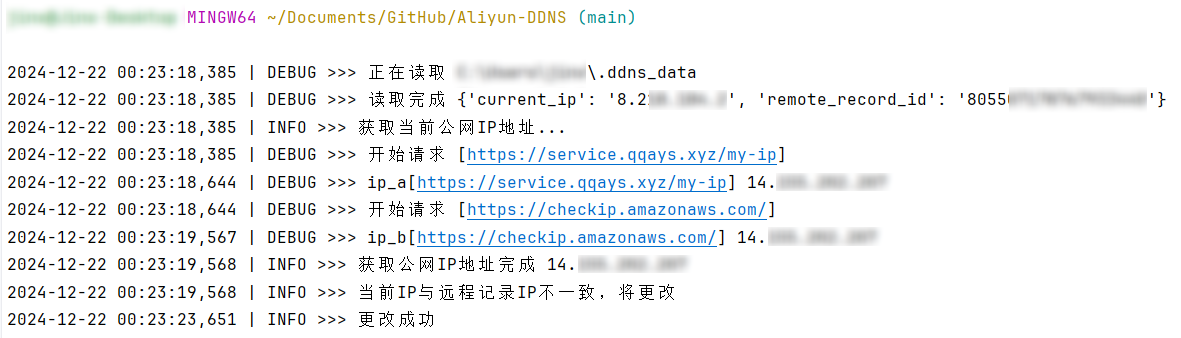 MINGW64 ~/Documents/GitHub/Aliyun-DDNS (main)
2024-12-22 00:23:18,385 | DEBUG >>> 正在读取 \.ddns_data
2024-12-22 00:23:18,385 | DEBUG >>> 读取完成 {'current_ip': '8.2', 'remote_record_id': '8055'}
2024-12-22 00:23:18,385 | INFO >>> 获取当前公网IP地址...
2024-12-22 00:23:18,385 | DEBUG >>> 开始请求 [https://service.qqays.xyz/my-ip]
2024-12-22 00:23:18,644 | DEBUG >>> ip_a[https://service.qqays.xyz/my-ip] 14.
2024-12-22 00:23:18,644 | DEBUG >>> 开始请求 [https://checkip.amazonaws.com/]
2024-12-22 00:23:19,567 | DEBUG >>> ip_b[https://checkip.amazonaws.com/] 14.
2024-12-22 00:23:19,568 | INFO >>> 获取公网IP地址完成 14.
2024-12-22 00:23:19,568 | INFO >>> 当前IP与远程记录IP不一致，将更改
2024-12-22 00:23:23,651 | INFO >>> 更改成功